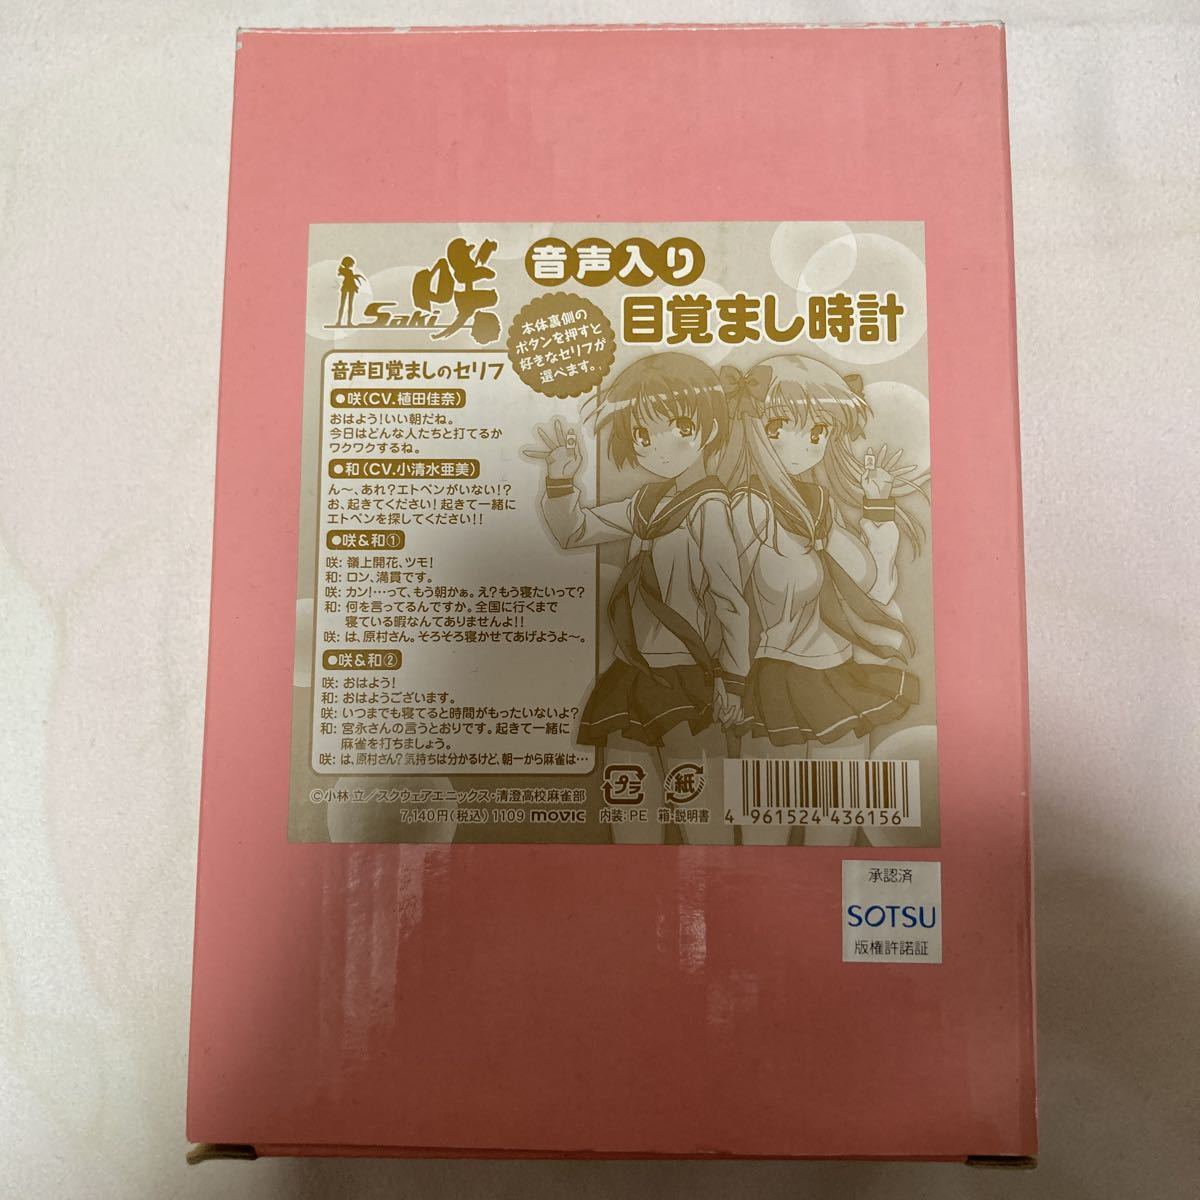 咲
Saki
音声入り
目覚まし時計
本体裏側の
ボタンを押すと
好きなセリフが
選べます。
音声目覚ましのセリフ
●咲(CV.植田佳奈)
おはよう!いい朝だね。
今日はどんな人たちと打てるか
ワクワクするね。
●和(CV.小清水亜美)
ん〜、あれ?エトペンがいない!?
お、起きてください!起きて一緒に
エトペンを探してください!!
●咲&和①
咲:嶺上開花、ツモ!
和:ロン、満貫です。
咲:カン!…って、もう朝かぁ。え?もう寝たいって?
和:何を言ってるんですか。全国に行くまで
寝ている暇なんてありませんよ!!
咲:は、原村さん。そろそろ寝かせてあげようよ〜。
●咲&和②
咲:おはよう!
和:おはようございます。
咲:いつまでも寝てると時間がもったいないよ?
和:宮永さんの言うとおりです。起きて一緒に
麻雀を打ちましょう。
咲:は、原村さん?気持ちは分かるけど、朝一から麻雀は…
©小林 立/スクウェアエニックス・清澄高校麻雀部
7,140円(税込) 1109 movic
プラ
内装:PE
紙
箱・説明書
4 961524 436156
承認済
SOTSU
版権許諾証